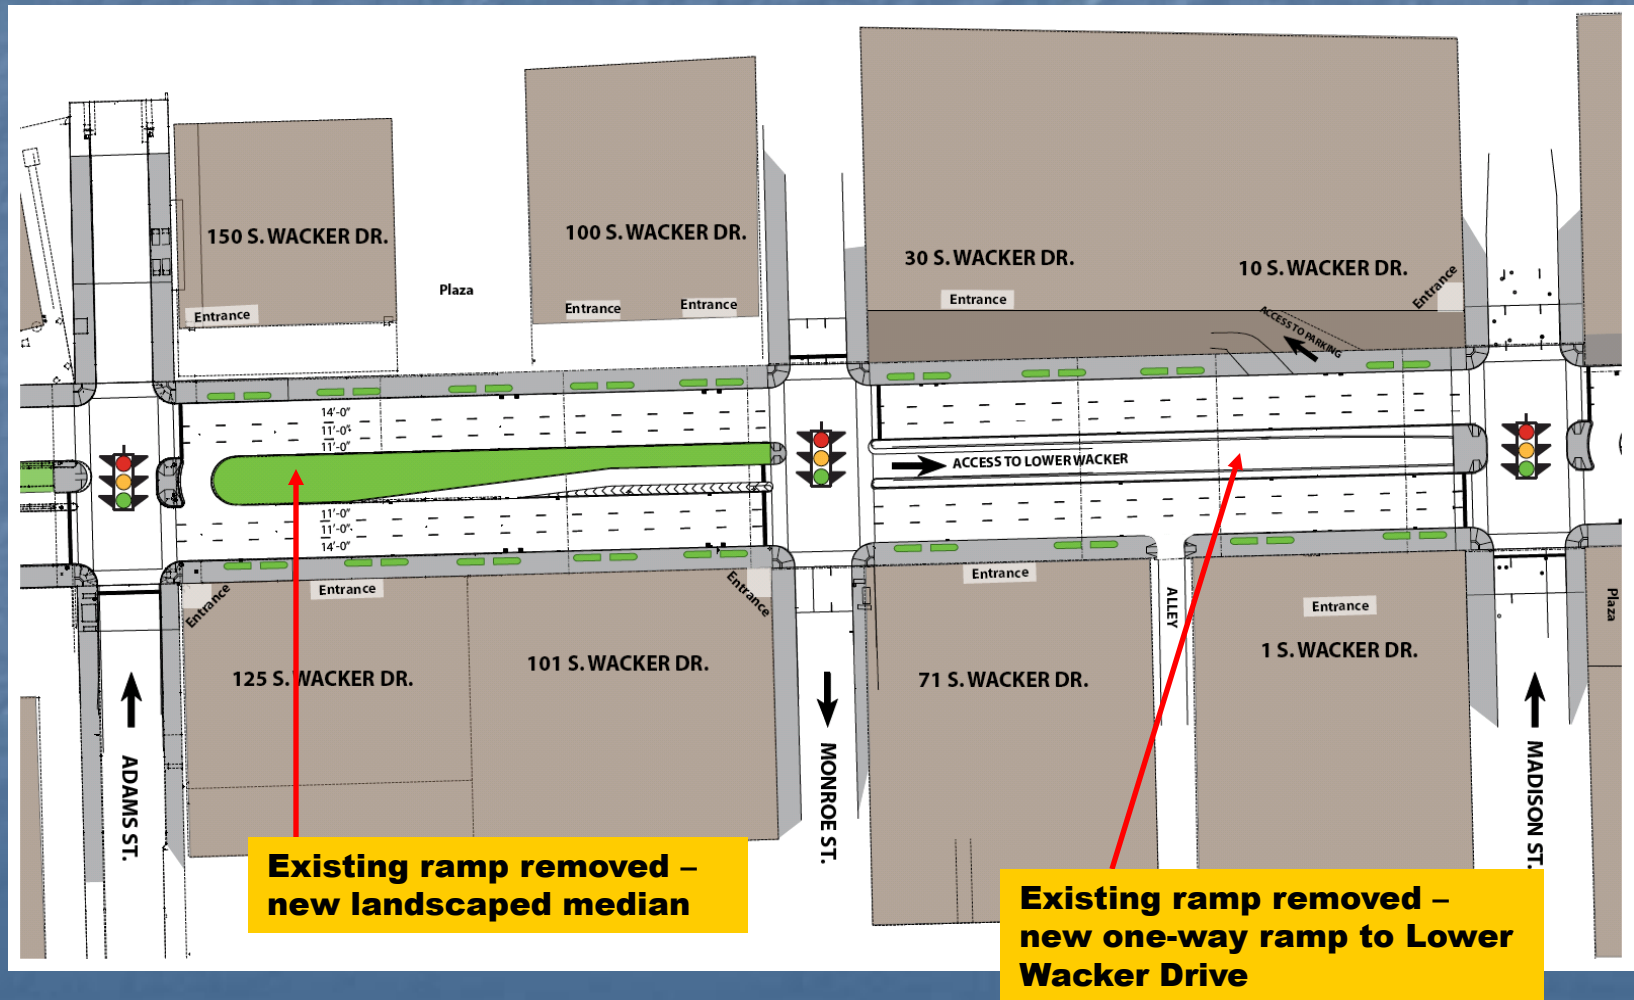 150 S. WACKER DR.
Entrance
Plaza
100 S. WACKER DR.
Entrance
Entrance
30 S. WACKER DR.
Entrance
10 S. WACKER DR.
Entrance
ACCESS TO PARKING
14'-0"
11'-0"
11'-0"
ACCESS TO LOWER WACKER
11'-0"
11'-0"
14'-0"
Entrance
Entrance
Entrance
125 S. WACKER DR.
101 S. WACKER DR.
Entrance
71 S. WACKER DR.
ALLEY
Entrance
1 S. WACKER DR.
Plaza
ADAMS ST.
MONROE ST.
MADISON ST.
Existing ramp removed –
new landscaped median
Existing ramp removed –
new one-way ramp to Lower
Wacker Drive